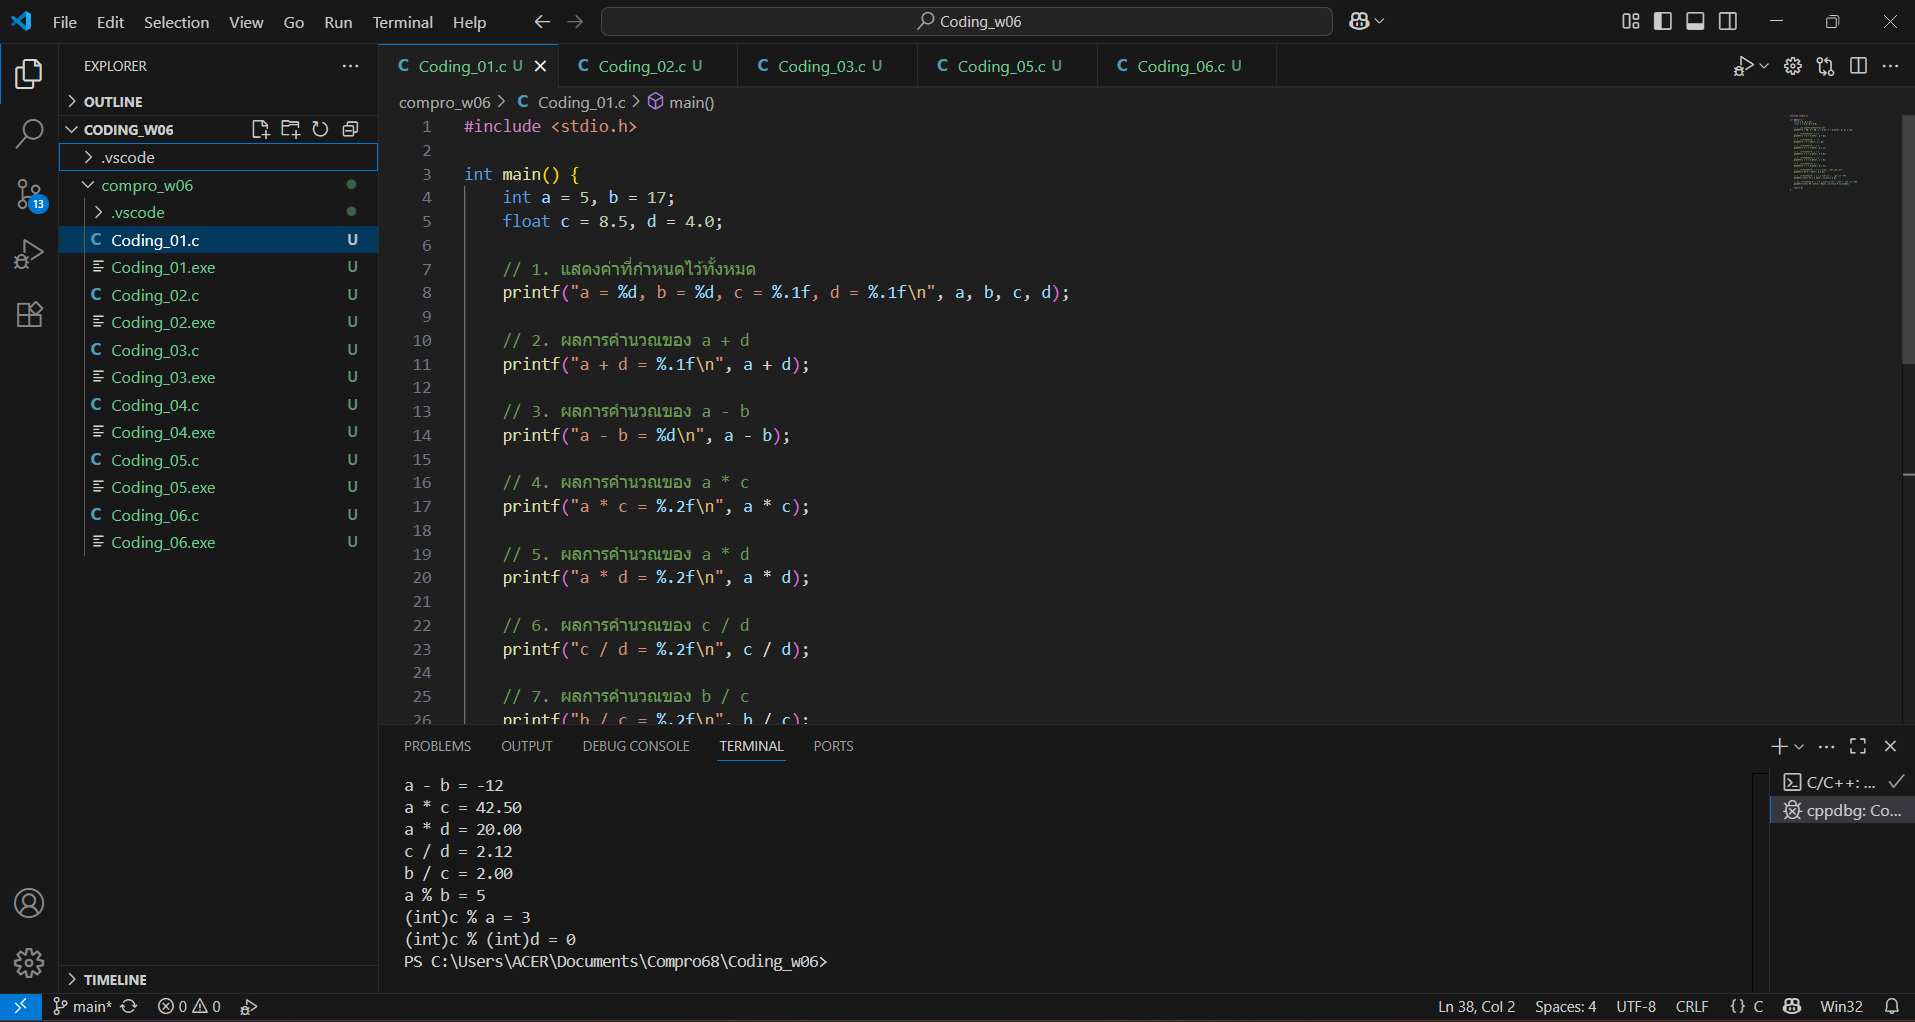 File Edit Selection View Go Run Terminal Help
Coding_w06
EXPLORER
OUTLINE
CODING_W06
.vscode
compro_w06
.vscode
Coding_01.c U
Coding_01.exe U
Coding_02.c U
Coding_02.exe U
Coding_03.c U
Coding_03.exe U
Coding_04.c U
Coding_04.exe U
Coding_05.c U
Coding_05.exe U
Coding_06.c U
Coding_06.exe U
TIMELINE
13
C Coding_01.c U
C Coding_02.c U
C Coding_03.c U
C Coding_05.c U
C Coding_06.c U
compro_w06 > C Coding_01.c > main()
1 #include <stdio.h>
2
3 int main() {
4 int a = 5, b = 17;
5 float c = 8.5, d = 4.0;
6
7 // 1. แสดงค่าที่กำหนดไว้ทั้งหมด
8 printf("a = %d, b = %d, c = %.1f, d = %.1f\n", a, b, c, d);
9
10 // 2. ผลการคำนวณของ a + d
11 printf("a + d = %.1f\n", a + d);
12
13 // 3. ผลการคำนวณของ a - b
14 printf("a - b = %d\n", a - b);
15
16 // 4. ผลการคำนวณของ a * c
17 printf("a * c = %.2f\n", a * c);
18
19 // 5. ผลการคำนวณของ a * d
20 printf("a * d = %.2f\n", a * d);
21
22 // 6. ผลการคำนวณของ c / d
23 printf("c / d = %.2f\n", c / d);
24
25 // 7. ผลการคำนวณของ b / c
26 printf("b / c = %.2f\n", b / c);
PROBLEMS OUTPUT DEBUG CONSOLE TERMINAL PORTS
a - b = -12
a * c = 42.50
a * d = 20.00
c / d = 2.12
b / c = 2.00
a % b = 5
(int)c % a = 3
(int)c % (int)d = 0
PS C:\Users\ACER\Documents\Compro68\Coding_w06>
C/C++: ...
cppdbg: Co...
main* 0 0
Ln 38, Col 2 Spaces: 4 UTF-8 CRLF {} C Win32